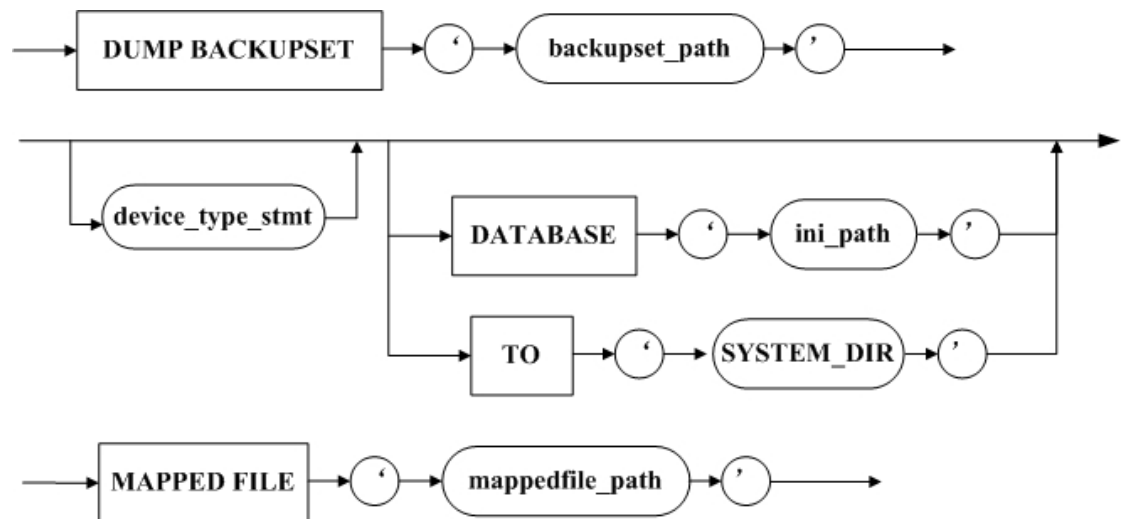 DUMP BACKUPSET ‘ backupset_path ’
device_type_stmt
DATABASE ‘ ini_path ’
TO ‘ SYSTEM_DIR ’
MAPPED FILE ‘ mappedfile_path ’